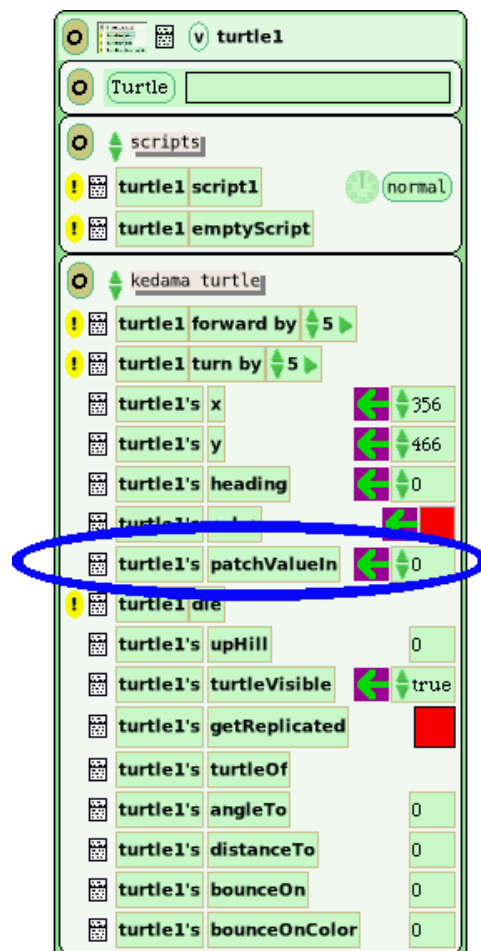 O v turtle1
O Turtle
O scripts
! turtle1 script1 normal
! turtle1 emptyScript
O kedama turtle
! turtle1 forward by 5
! turtle1 turn by 5
turtle1's x 356
turtle1's y 466
turtle1's heading 0
turtle1's
turtle1's patchValueIn 0
! turtle1 die
turtle1's upHill 0
turtle1's turtleVisible true
turtle1's getReplicated
turtle1's turtleOf
turtle1's angleTo 0
turtle1's distanceTo 0
turtle1's bounceOn 0
turtle1's bounceOnColor 0